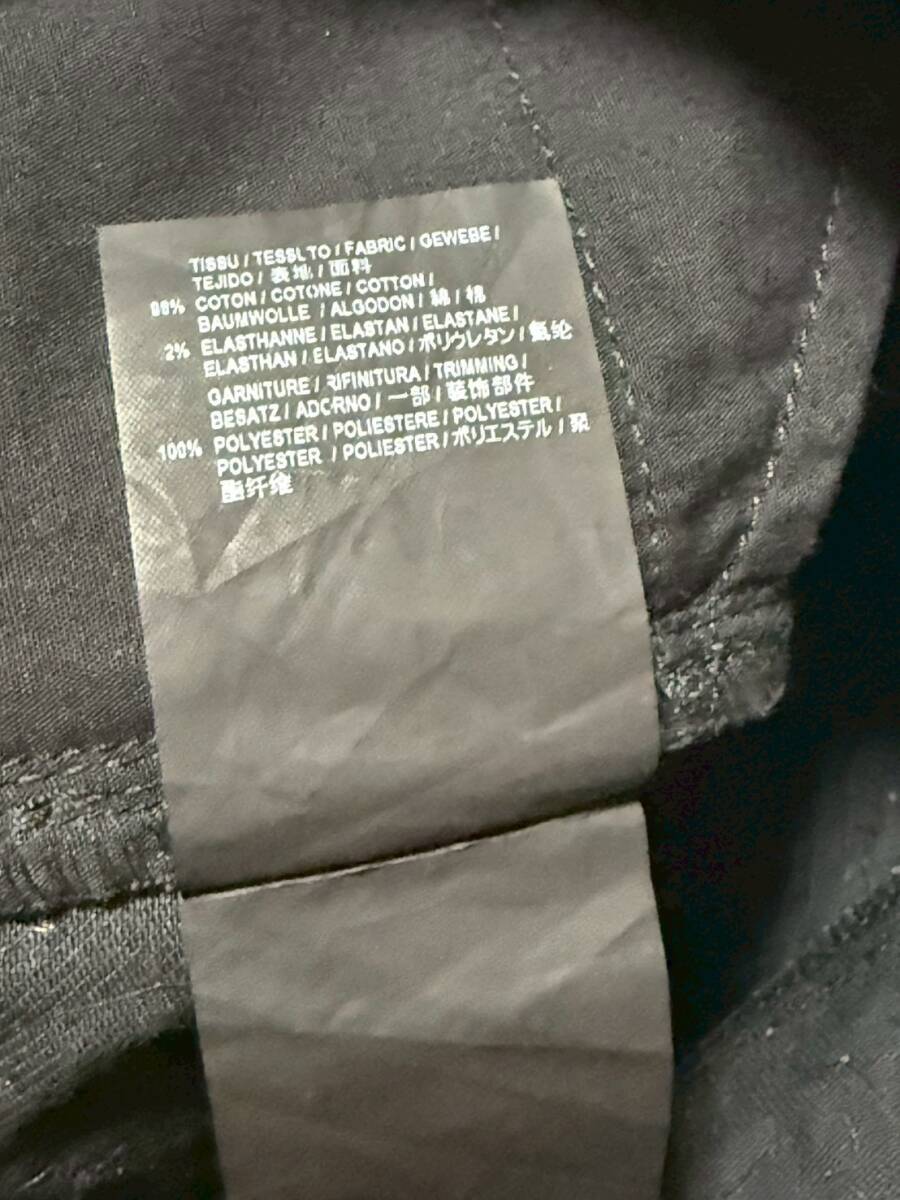 TISSU / TESSUTO / FABRIC / GEWEBE /
TEJIDO / 表地 / 面料
98% COTON / COTONE / COTTON /
BAUMWOLLE / ALGODON / 綿 / 棉
2% ELASTHANNE / ELASTAN / ELASTANE /
ELASTHAN / ELASTANO / ポリウレタン / 氨纶
GARNITURE / RIFINITURA / TRIMMING /
BESATZ / ADORNO / 一部 / 装饰部件
100% POLYESTER / POLIESTERE / POLYESTER /
POLYESTER / POLIESTER / ポリエステル / 聚
酯纤维